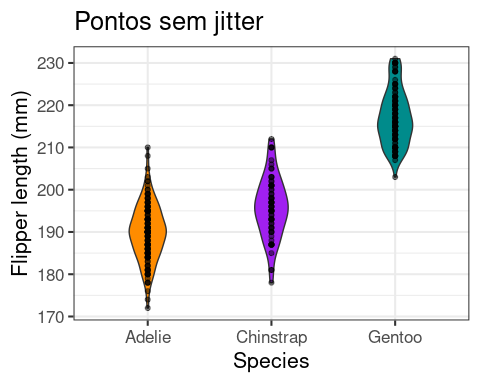 Pontos sem jitter
Flipper length (mm)
230
220
210
200
190
180
170
Adelie Chinstrap Gentoo
Species